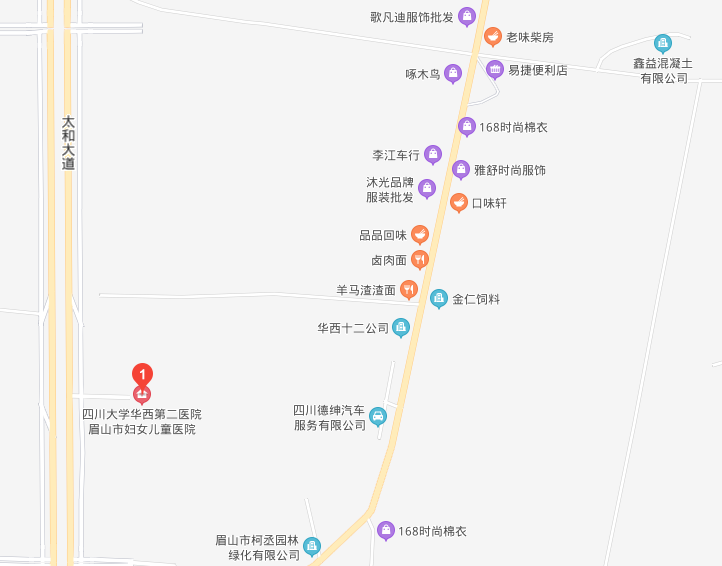 歌凡迪服饰批发
老味柴房
鑫益混凝土
有限公司
啄木鸟
易捷便利店
太和大道
168时尚棉衣
李江车行
雅舒时尚服饰
沐光品牌
服装批发
口味轩
品品回味
卤肉面
羊马渣渣面
金仁饲料
华西十二公司
1
四川大学华西第二医院
眉山市妇女儿童医院
四川德绅汽车
服务有限公司
168时尚棉衣
眉山市柯丞园林
绿化有限公司